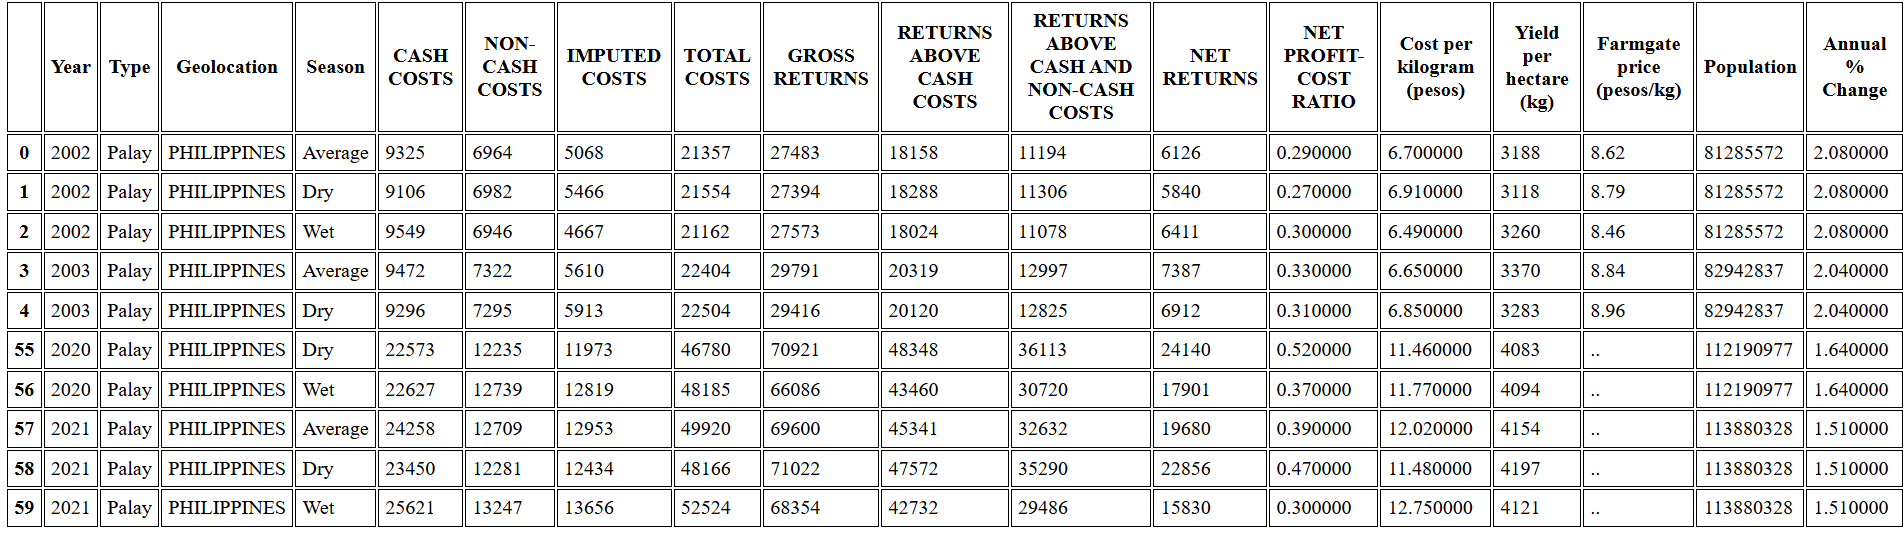 Year Type Geolocation Season CASH COSTS NON-CASH COSTS IMPUTED COSTS TOTAL COSTS GROSS RETURNS RETURNS ABOVE CASH COSTS RETURNS ABOVE CASH AND NON-CASH COSTS NET RETURNS NET PROFIT-COST RATIO Cost per kilogram (pesos) Yield per hectare (kg) Farmgate price (pesos/kg) Population Annual % Change
0 2002 Palay PHILIPPINES Average 9325 6964 5068 21357 27483 18158 11194 6126 0.290000 6.700000 3188 8.62 81285572 2.080000
1 2002 Palay PHILIPPINES Dry 9106 6982 5466 21554 27394 18288 11306 5840 0.270000 6.910000 3118 8.79 81285572 2.080000
2 2002 Palay PHILIPPINES Wet 9549 6946 4667 21162 27573 18024 11078 6411 0.300000 6.490000 3260 8.46 81285572 2.080000
3 2003 Palay PHILIPPINES Average 9472 7322 5610 22404 29791 20319 12997 7387 0.330000 6.650000 3370 8.84 82942837 2.040000
4 2003 Palay PHILIPPINES Dry 9296 7295 5913 22504 29416 20120 12825 6912 0.310000 6.850000 3283 8.96 82942837 2.040000
55 2020 Palay PHILIPPINES Dry 22573 12235 11973 46780 70921 48348 36113 24140 0.520000 11.460000 4083 .. 112190977 1.640000
56 2020 Palay PHILIPPINES Wet 22627 12739 12819 48185 66086 43460 30720 17901 0.370000 11.770000 4094 .. 112190977 1.640000
57 2021 Palay PHILIPPINES Average 24258 12709 12953 49920 69600 45341 32632 19680 0.390000 12.020000 4154 .. 113880328 1.510000
58 2021 Palay PHILIPPINES Dry 23450 12281 12434 48166 71022 47572 35290 22856 0.470000 11.480000 4197 .. 113880328 1.510000
59 2021 Palay PHILIPPINES Wet 25621 13247 13656 52524 68354 42732 29486 15830 0.300000 12.750000 4121 .. 113880328 1.510000